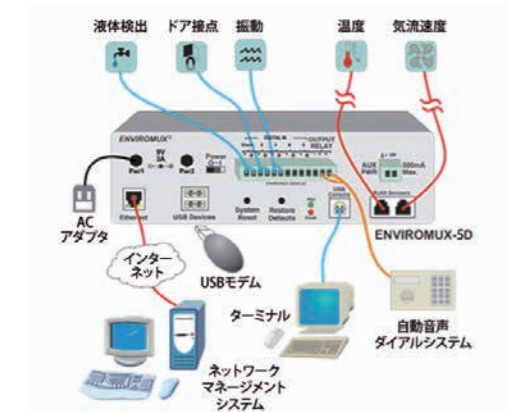 液体検出
ドア接点
振動
温度
気流速度
ENVIROMUX®
DIGITAL IN
OUTPUT
RELAY
9V
3A
Pwr1
Pwr2
Power
AUX
PWR
500mA
Max.
Ethernet
USB Devices
System
Reset
Restore
Defaults
USB
Console
RJ45 Sensors
ENVIROMUX-5D
AC
アダプタ
インター
ネット
USBモデム
ターミナル
自動音声
ダイアルシステム
ネットワーク
マネージメント
システム